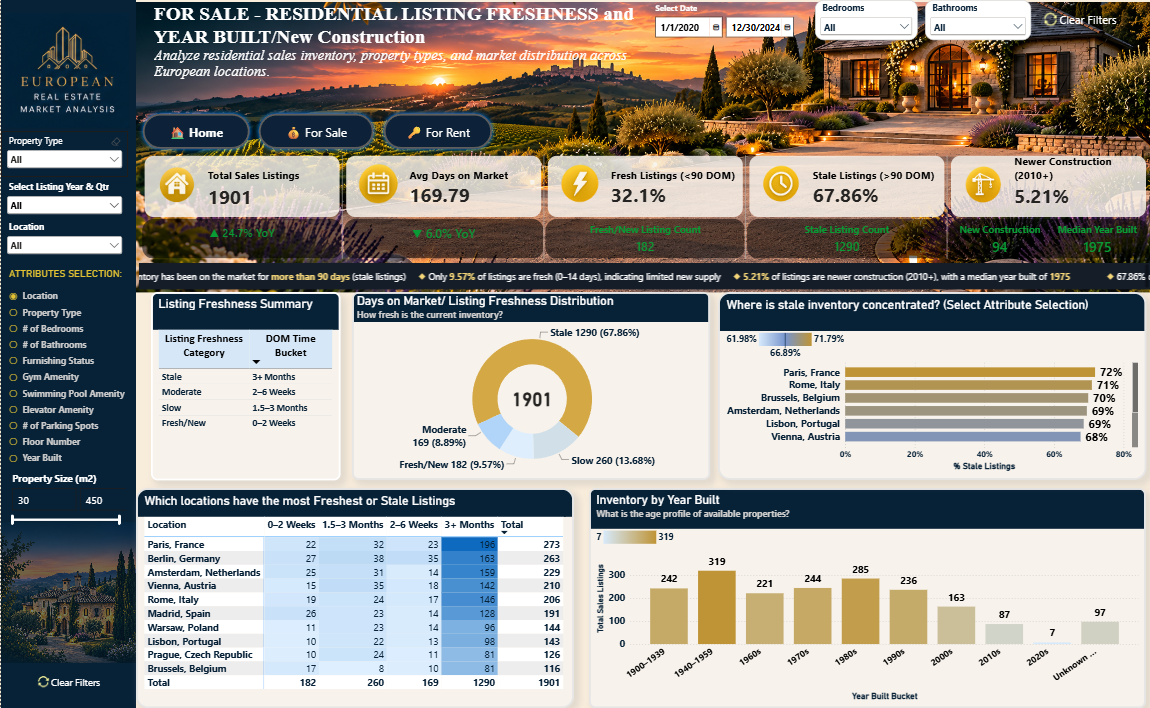 EUROPEAN
REAL ESTATE
MARKET ANALYSIS
Property Type
All
Select Listing Year & Qtr
All
Location
All
ATTRIBUTES SELECTION:
Location
Property Type
# of Bedrooms
# of Bathrooms
Furnishing Status
Gym Amenity
Swimming Pool Amenity
Elevator Amenity
# of Parking Spots
Floor Number
Year Built
Property Size (m2)
30 450
Clear Filters
FOR SALE - RESIDENTIAL LISTING FRESHNESS and
YEAR BUILT/New Construction
Analyze residential sales inventory, property types, and market distribution across
European locations.
Select Date
1/1/2020 12/30/2024
Bedrooms
All
Bathrooms
All
Clear Filters
Home For Sale For Rent
Total Sales Listings
1901
▲ 24.7% YoY
Avg Days on Market
169.79
▼ 6.0% YoY
Fresh Listings (<90 DOM)
32.1%
Fresh/New Listing Count
182
Stale Listings (>90 DOM)
67.86%
Stale Listing Count
1290
Newer Construction
(2010+)
5.21%
New Construction Median Year Built
94 1975
ntory has been on the market for more than 90 days (stale listings) ◆ Only 9.57% of listings are fresh (0–14 days), indicating limited new supply ◆ 5.21% of listings are newer construction (2010+), with a median year built of 1975 ◆ 67.86%
Listing Freshness Summary
Listing Freshness DOM Time
Category Bucket
Stale 3+ Months
Moderate 2–6 Weeks
Slow 1.5–3 Months
Fresh/New 0–2 Weeks
Days on Market/ Listing Freshness Distribution
How fresh is the current inventory?
Stale 1290 (67.86%)
1901
Moderate
169 (8.89%)
Fresh/New 182 (9.57%)
Slow 260 (13.68%)
Where is stale inventory concentrated? (Select Attribute Selection)
61.98% 71.79%
66.89%
Paris, France 72%
Rome, Italy 71%
Brussels, Belgium 70%
Amsterdam, Netherlands 69%
Lisbon, Portugal 69%
Vienna, Austria 68%
0% 20% 40% 60% 80%
% Stale Listings
Which locations have the most Freshest or Stale Listings
Location 0–2 Weeks 1.5–3 Months 2–6 Weeks 3+ Months Total
Paris, France 22 32 23 196 273
Berlin, Germany 27 38 35 163 263
Amsterdam, Netherlands 25 31 14 159 229
Vienna, Austria 15 35 18 142 210
Rome, Italy 19 24 17 146 206
Madrid, Spain 26 23 14 128 191
Warsaw, Poland 11 23 14 96 144
Lisbon, Portugal 10 22 13 98 143
Prague, Czech Republic 10 24 11 81 126
Brussels, Belgium 17 8 10 81 116
Total 182 260 169 1290 1901
Inventory by Year Built
What is the age profile of available properties?
7 319
Total Sales Listings
300
200
100
0
242 319 221 244 285 236 163 87 7 97
1900–1939 1940–1959 1960s 1970s 1980s 1990s 2000s 2010s 2020s Unknown ...
Year Built Bucket